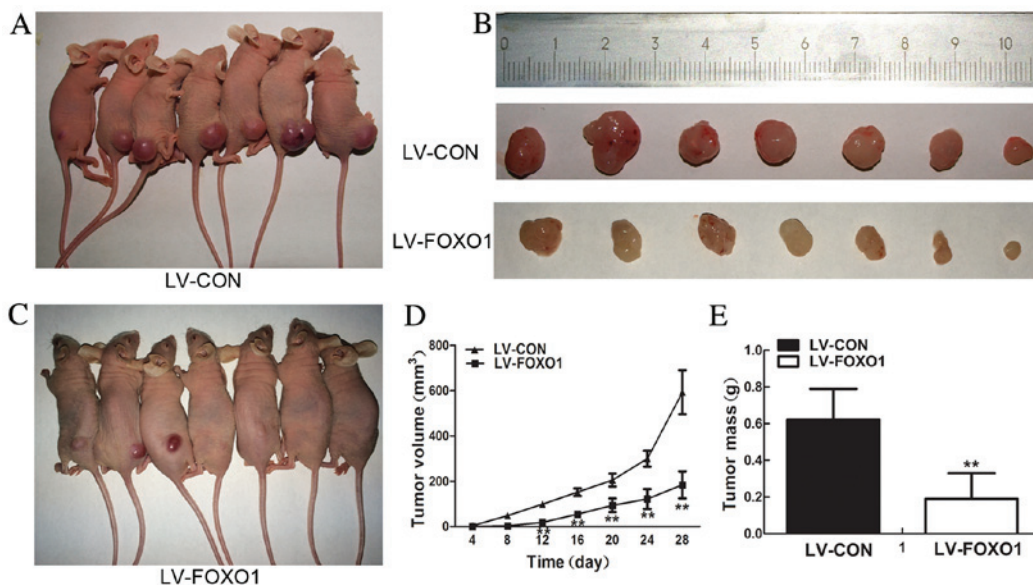 A
LV-CON
B
0 1 2 3 4 5 6 7 8 9 10
LV-CON
LV-FOXO1
C
LV-FOXO1
D
LV-CON
LV-FOXO1
Tumor volume (mm³)
800
600
400
200
0
** ** ** ** **
4 8 12 16 20 24 28
Time (day)
E
LV-CON
LV-FOXO1
Tumor mass (g)
1.0
0.8
0.6
0.4
0.2
0.0
**
LV-CON 1 LV-FOXO1